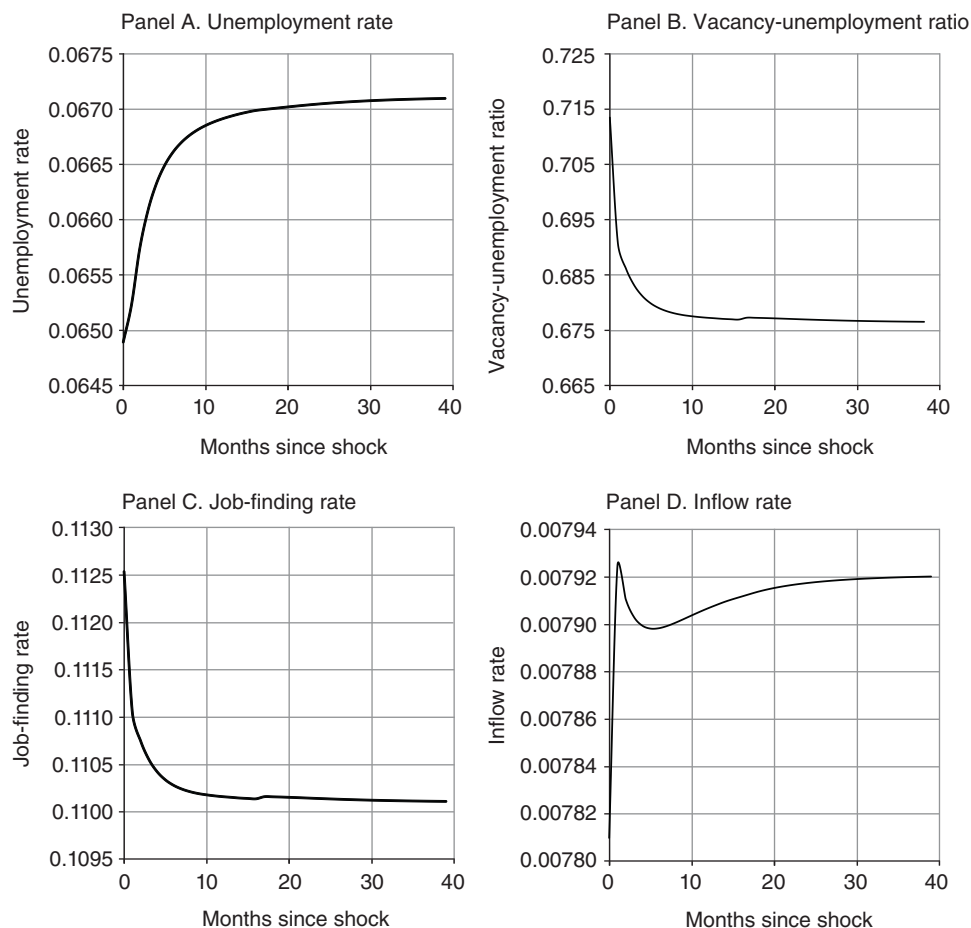 Panel A. Unemployment rate
0.0675
0.0670
0.0665
0.0660
0.0655
0.0650
0.0645
Unemployment rate
0 10 20 30 40
Months since shock
Panel B. Vacancy-unemployment ratio
0.725
0.715
0.705
0.695
0.685
0.675
0.665
Vacancy-unemployment ratio
0 10 20 30 40
Months since shock
Panel C. Job-finding rate
0.1130
0.1125
0.1120
0.1115
0.1110
0.1105
0.1100
0.1095
Job-finding rate
0 10 20 30 40
Months since shock
Panel D. Inflow rate
0.00794
0.00792
0.00790
0.00788
0.00786
0.00784
0.00782
0.00780
Inflow rate
0 10 20 30 40
Months since shock